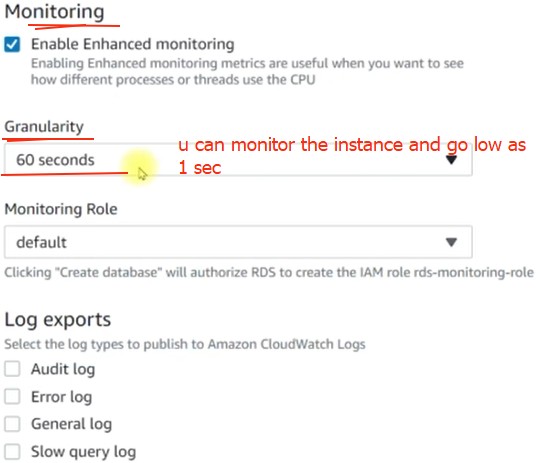 Monitoring
Enable Enhanced monitoring
Enabling Enhanced monitoring metrics are useful when you want to see
how different processes or threads use the CPU
Granularity
60 seconds
u can monitor the instance and go low as
1 sec
Monitoring Role
default
Clicking "Create database" will authorize RDS to create the IAM role rds-monitoring-role
Log exports
Select the log types to publish to Amazon CloudWatch Logs
Audit log
Error log
General log
Slow query log